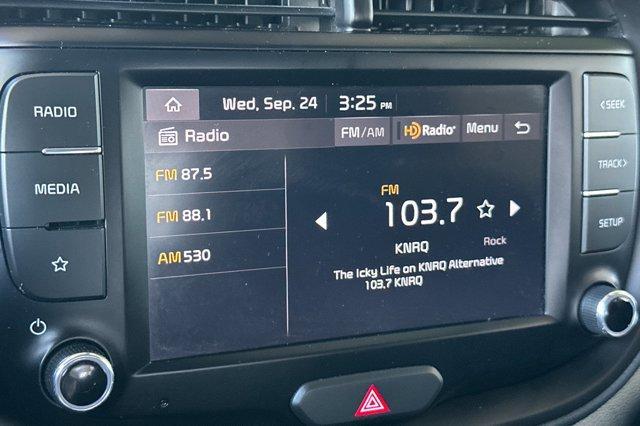 Wed, Sep. 24 3:25 PM
Radio FM/AM HD Radio Menu
FM 87.5
FM 88.1
AM 530
FM
103.7
KNRQ
Rock
The Icky Life on KNRQ Alternative
103.7 KNRQ
RADIO
MEDIA
<SEEK
TRACK>
SETUP